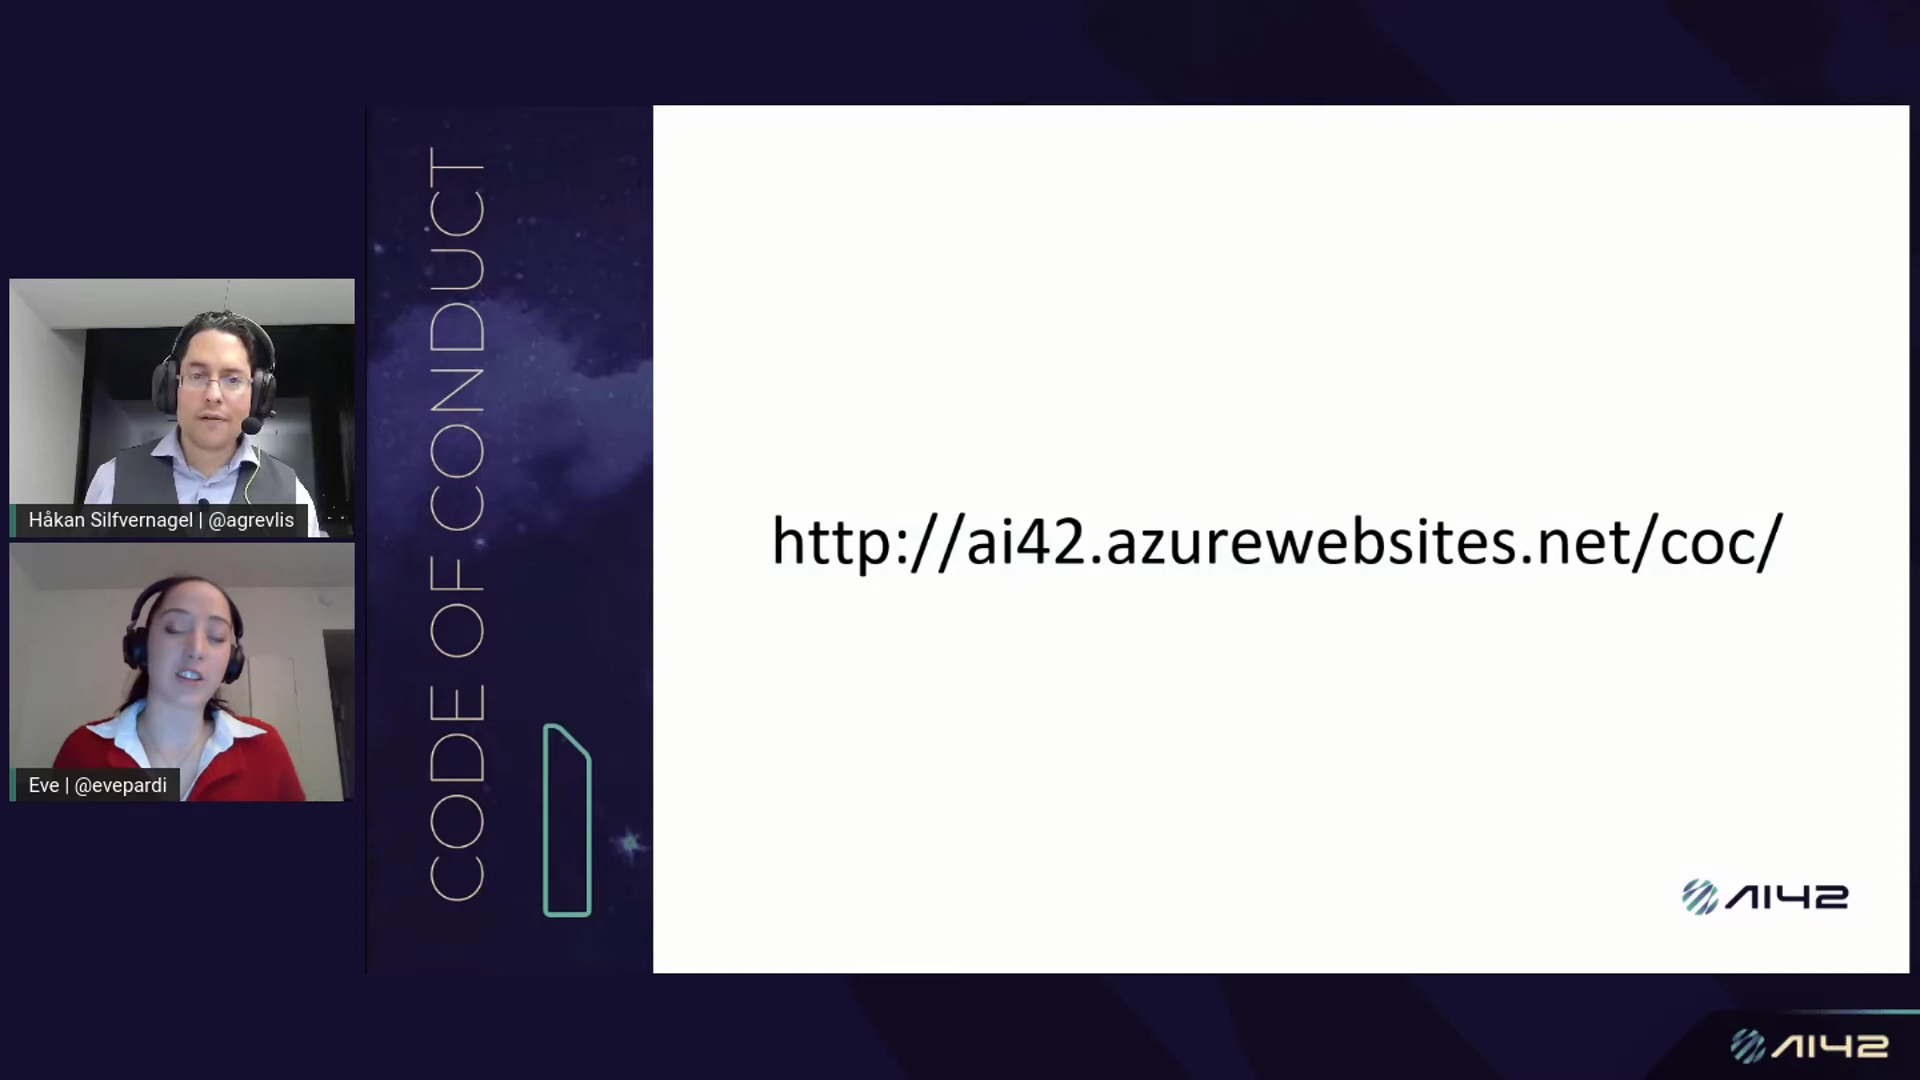 Håkan Silfvernagel | @agrevlis
Eve | @evepardi
CODE OF CONDUCT
http://ai42.azurewebsites.net/coc/
AI42
AI42